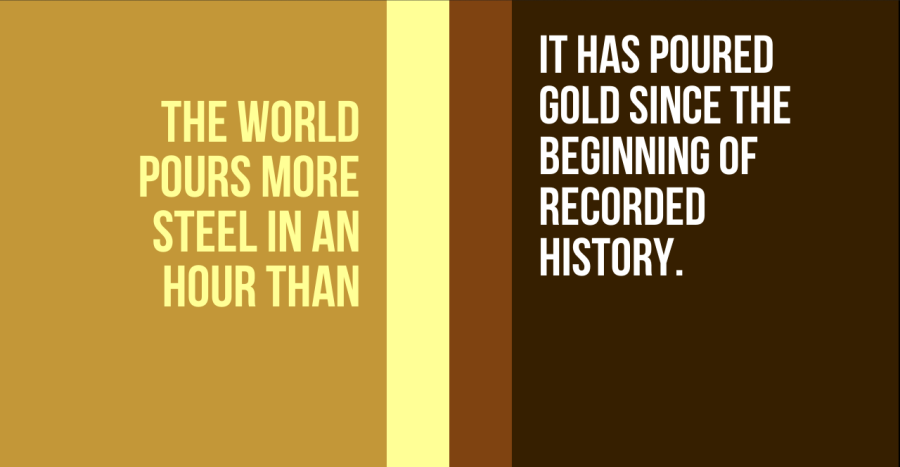 THE WORLD
POURS MORE
STEEL IN AN
HOUR THAN
IT HAS POURED
GOLD SINCE THE
BEGINNING OF
RECORDED
HISTORY.